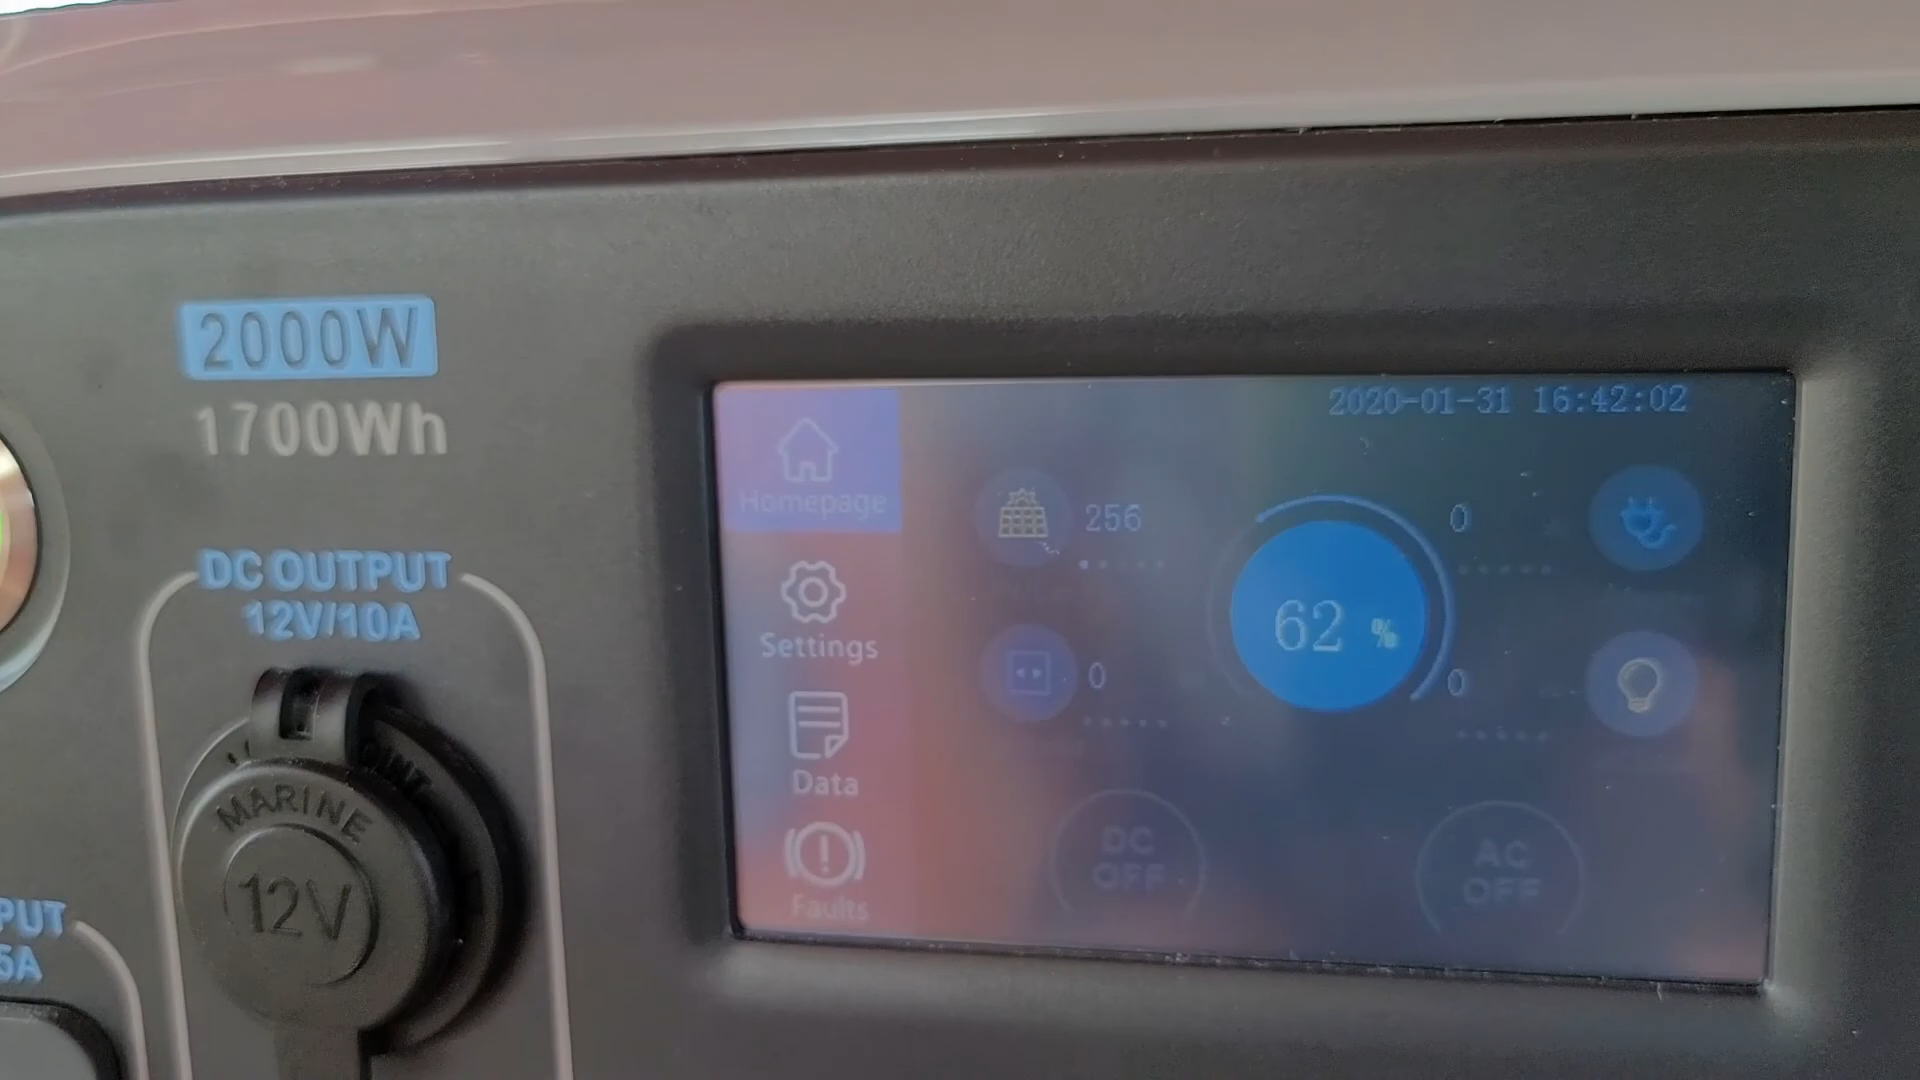 2000W
1700Wh
DC OUTPUT
12V/10A
MARINE
12V
PUT
5A
2020-01-31 16:42:02
Homepage
Settings
Data
Faults
256
0
62 %
0
0
DC
OFF
AC
OFF